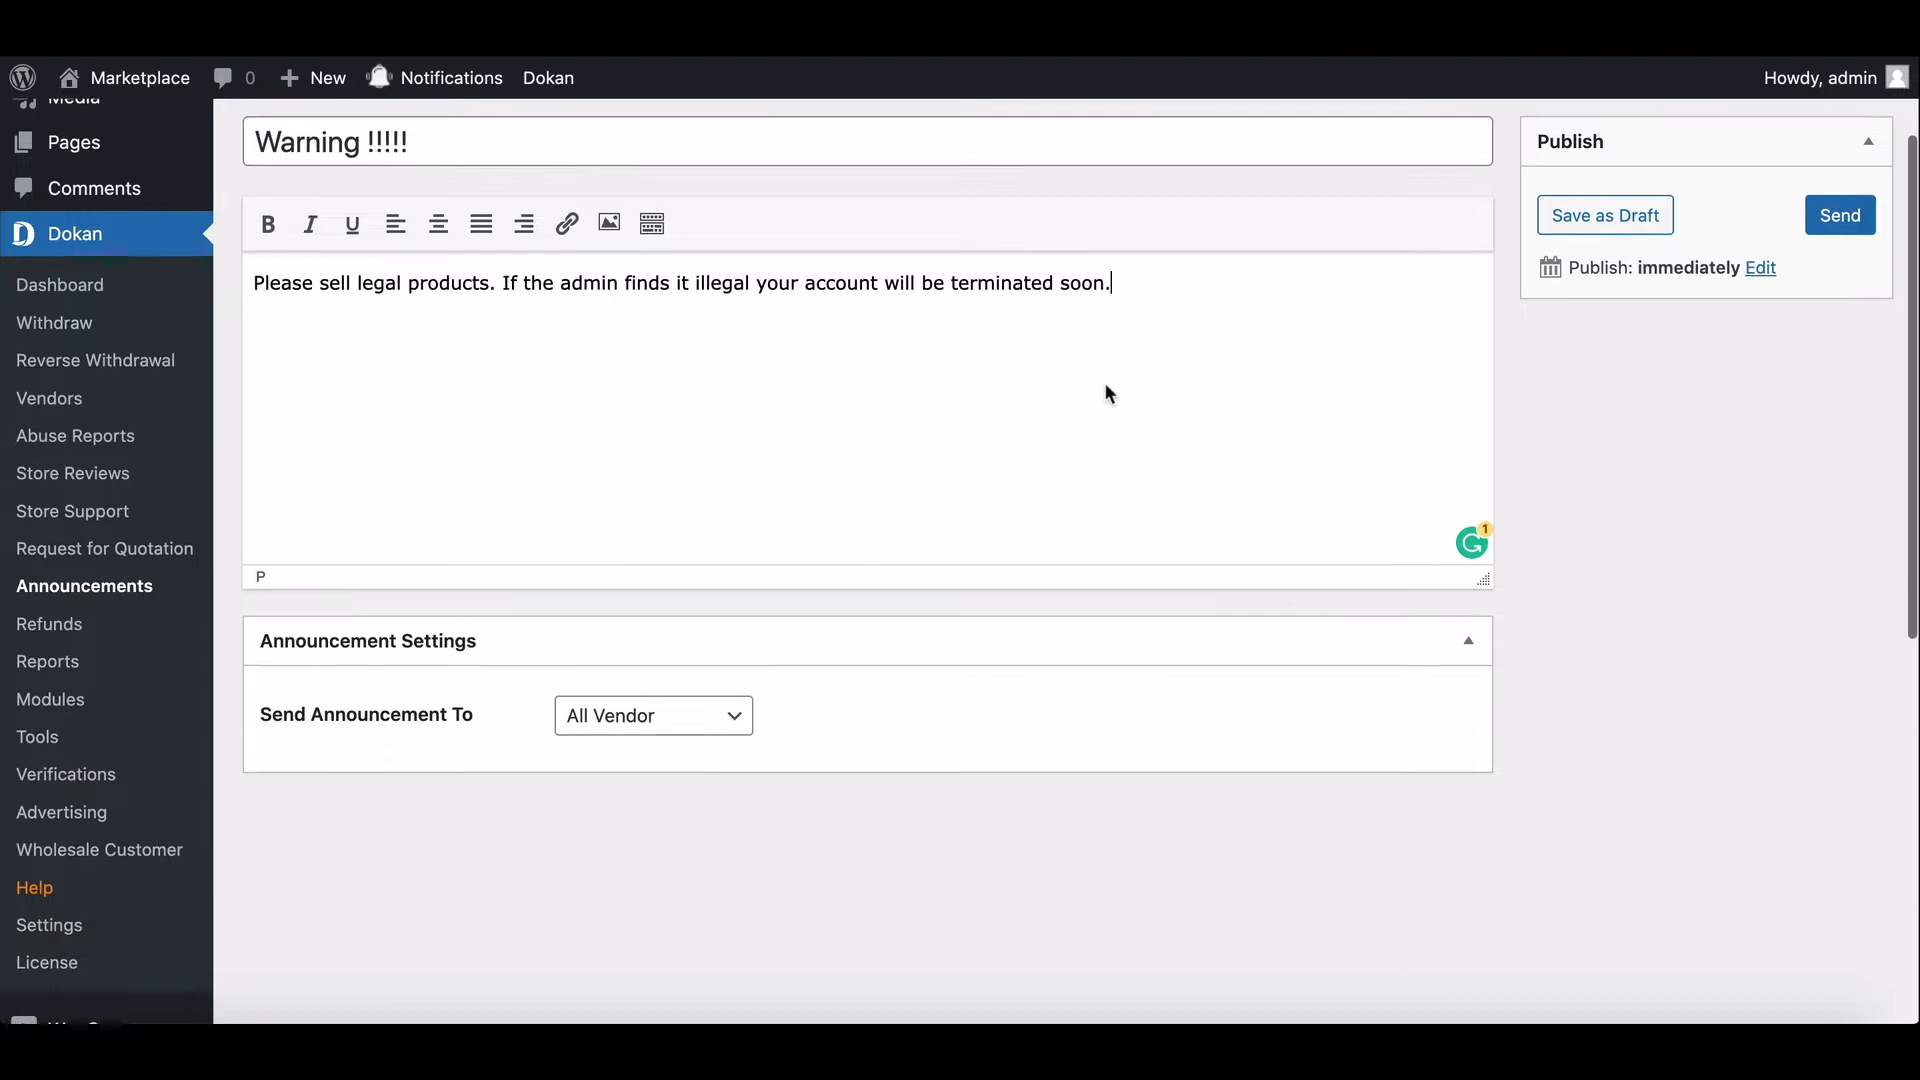 Marketplace 0 New Notifications Dokan Howdy, admin
Media
Pages
Comments
Dokan
Dashboard
Withdraw
Reverse Withdrawal
Vendors
Abuse Reports
Store Reviews
Store Support
Request for Quotation
Announcements
Refunds
Reports
Modules
Tools
Verifications
Advertising
Wholesale Customer
Help
Settings
License
Warning !!!!!
B I U
Please sell legal products. If the admin finds it illegal your account will be terminated soon.
1
P
Announcement Settings
Send Announcement To All Vendor
Publish
Save as Draft Send
Publish: immediately Edit